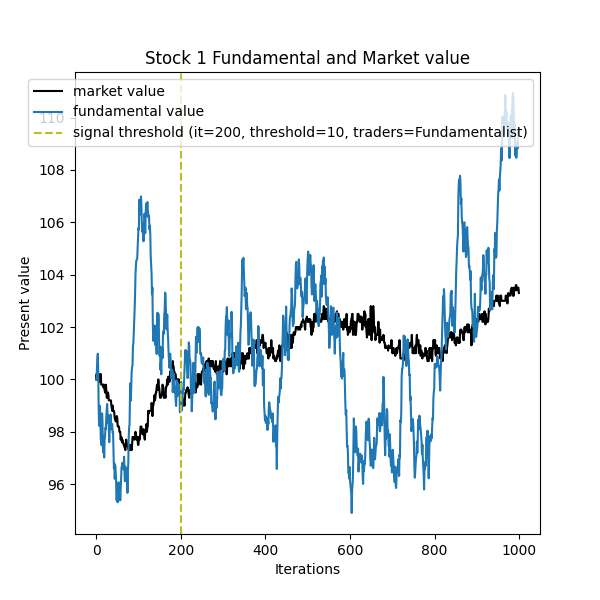 Stock 1 Fundamental and Market value
market value
fundamental value
signal threshold (it=200, threshold=10, traders=Fundamentalist)
Present value
110
108
106
104
102
100
98
96
0 200 400 600 800 1000
Iterations